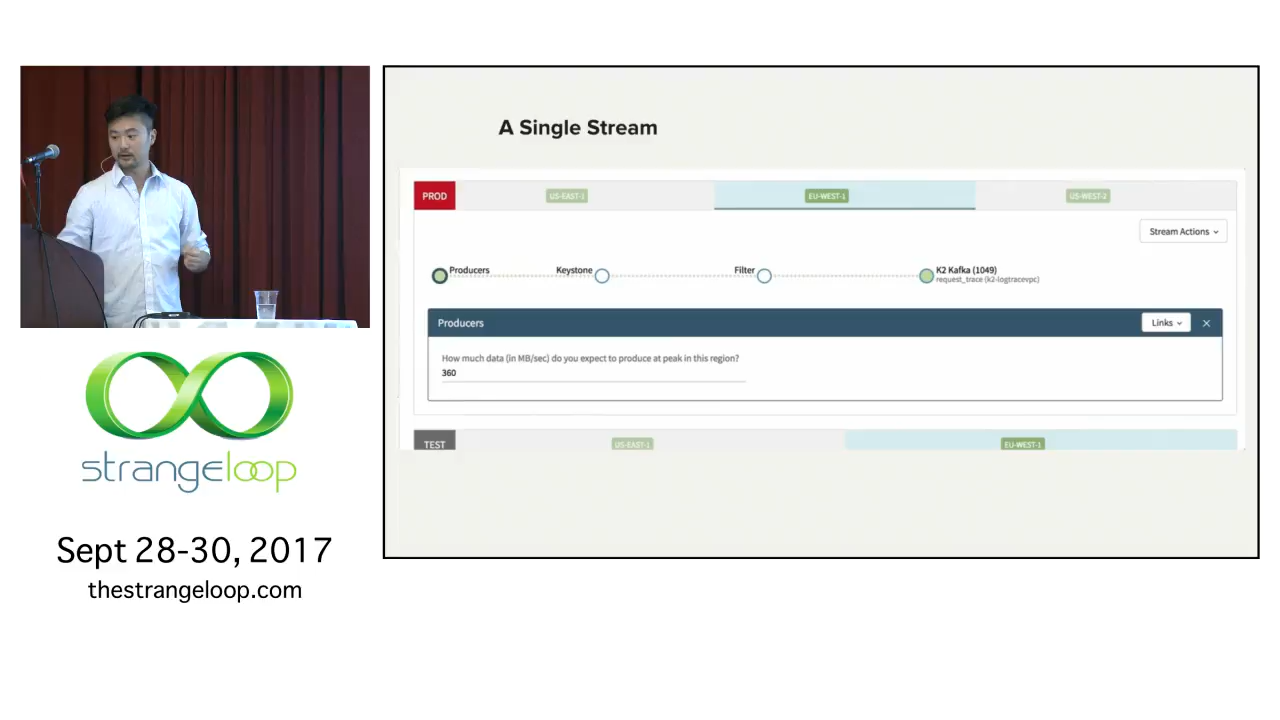 A Single Stream
PROD
US-EAST-1
EU-WEST-1
US-WEST-2
Stream Actions
Producers
Keystone
Filter
K2 Kafka (1049)
request_trace (k2-logtracevpc)
Producers
Links
How much data (in MB/sec) do you expect to produce at peak in this region?
360
TEST
US-EAST-1
EU-WEST-1
strangeloop
Sept 28-30, 2017
thestrangeloop.com